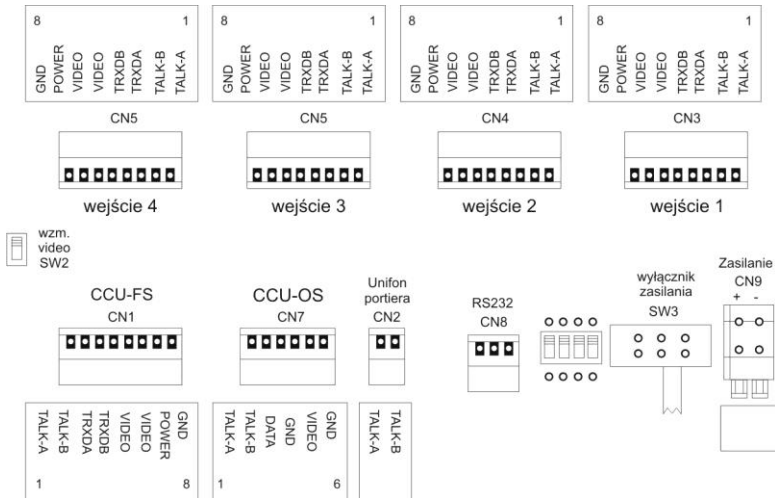 8 1
GND POWER VIDEO VIDEO TRXDB TRXDA TALK-B TALK-A
CN5
wejście 4
8 1
GND POWER VIDEO VIDEO TRXDB TRXDA TALK-B TALK-A
CN5
wejście 3
8 1
GND POWER VIDEO VIDEO TRXDB TRXDA TALK-B TALK-A
CN4
wejście 2
8 1
GND POWER VIDEO VIDEO TRXDB TRXDA TALK-B TALK-A
CN3
wejście 1
wzm.
video
SW2
CCU-FS
CN1
TALK-A TALK-B TRXDA TRXDB VIDEO VIDEO POWER GND
1 8
CCU-OS
CN7
TALK-A TALK-B DATA GND VIDEO GND
1 6
Unifon
portiera
CN2
TALK-A TALK-B
RS232
CN8
wyłącznik
zasilania
SW3
Zasilanie
CN9
+ -